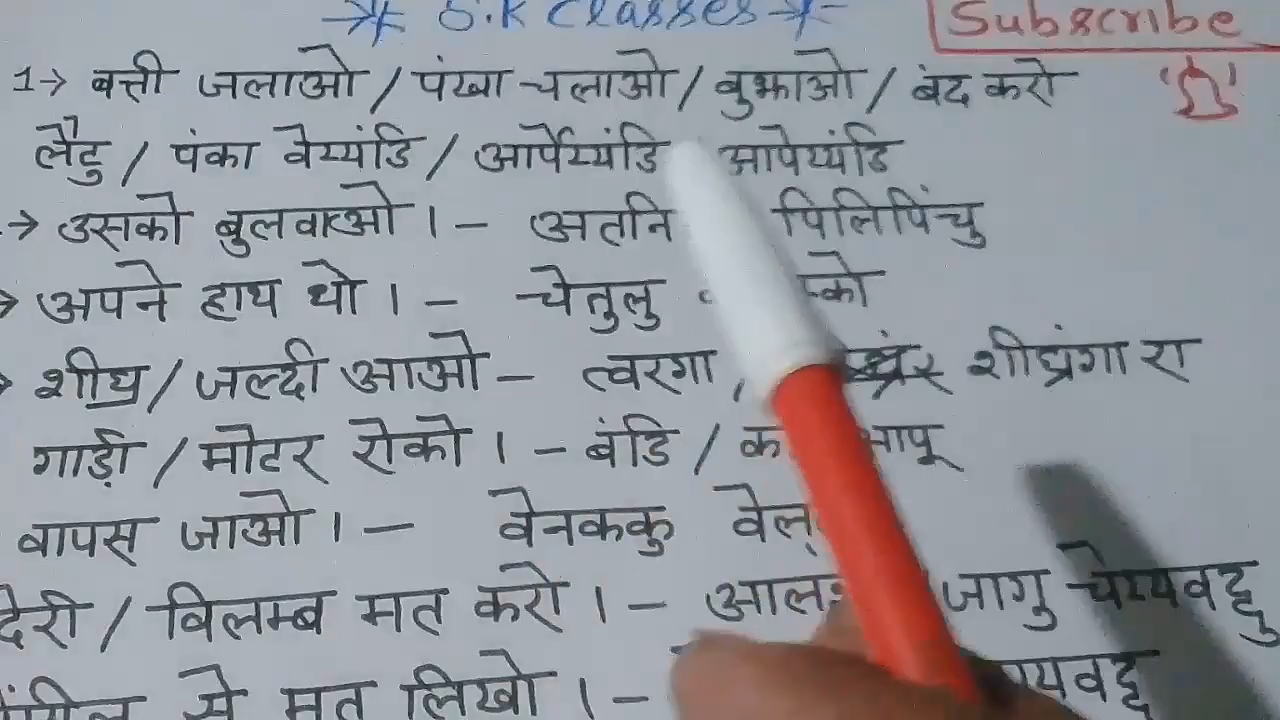 S.K Classes
Subscribe
1→ बत्ती जलाओ / पंखा चलाओ / बुझाओ / बंद करो
लैटु / पंका वेय्यंडि / आर्पेय्यंडि आपेय्यंडि
→ उसको बुलवाओ । – अतनि पिलिपिंचु
अपने हाथ धो । – चेतुलु
शीघ्र / जल्दी आओ – त्वरगा, शीघ्रंगा रा
गाड़ी / मोटर रोको । – बंडि /
वापस जाओ । – वेनककु
देरी / विलम्ब मत करो । – जागु चेय्यवद्दु
से मत लिखो । –